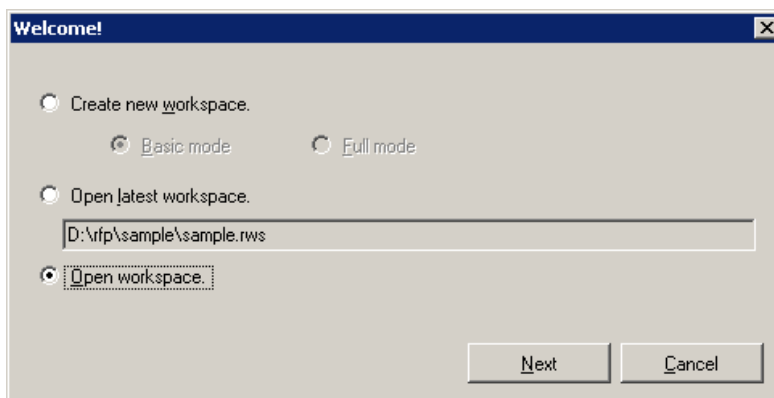 Welcome!
Create new workspace.
Basic mode Full mode
Open latest workspace.
D:\rfp\sample\sample.rws
Open workspace.
Next Cancel